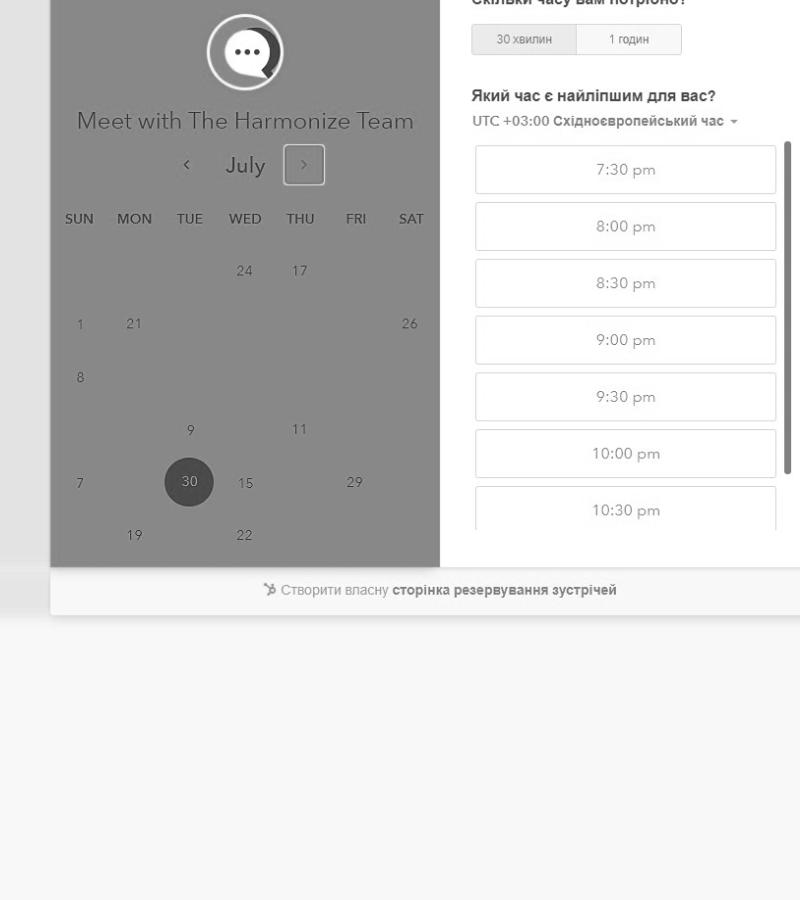 Meet with The Harmonize Team
July
SUN MON TUE WED THU FRI SAT
24 17
1 21 26
8
9 11
7 30 15 29
19 22
Скільки часу вам потрібно?
30 хвилин 1 годин
Який час є найліпшим для вас?
UTC +03:00 Східноєвропейський час
7:30 pm
8:00 pm
8:30 pm
9:00 pm
9:30 pm
10:00 pm
10:30 pm
Створити власну сторінка резервування зустрічей